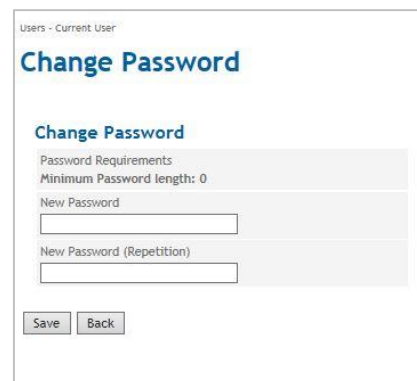 Users - Current User
Change Password
Change Password
Password Requirements
Minimum Password length: 0
New Password
New Password (Repetition)
Save Back